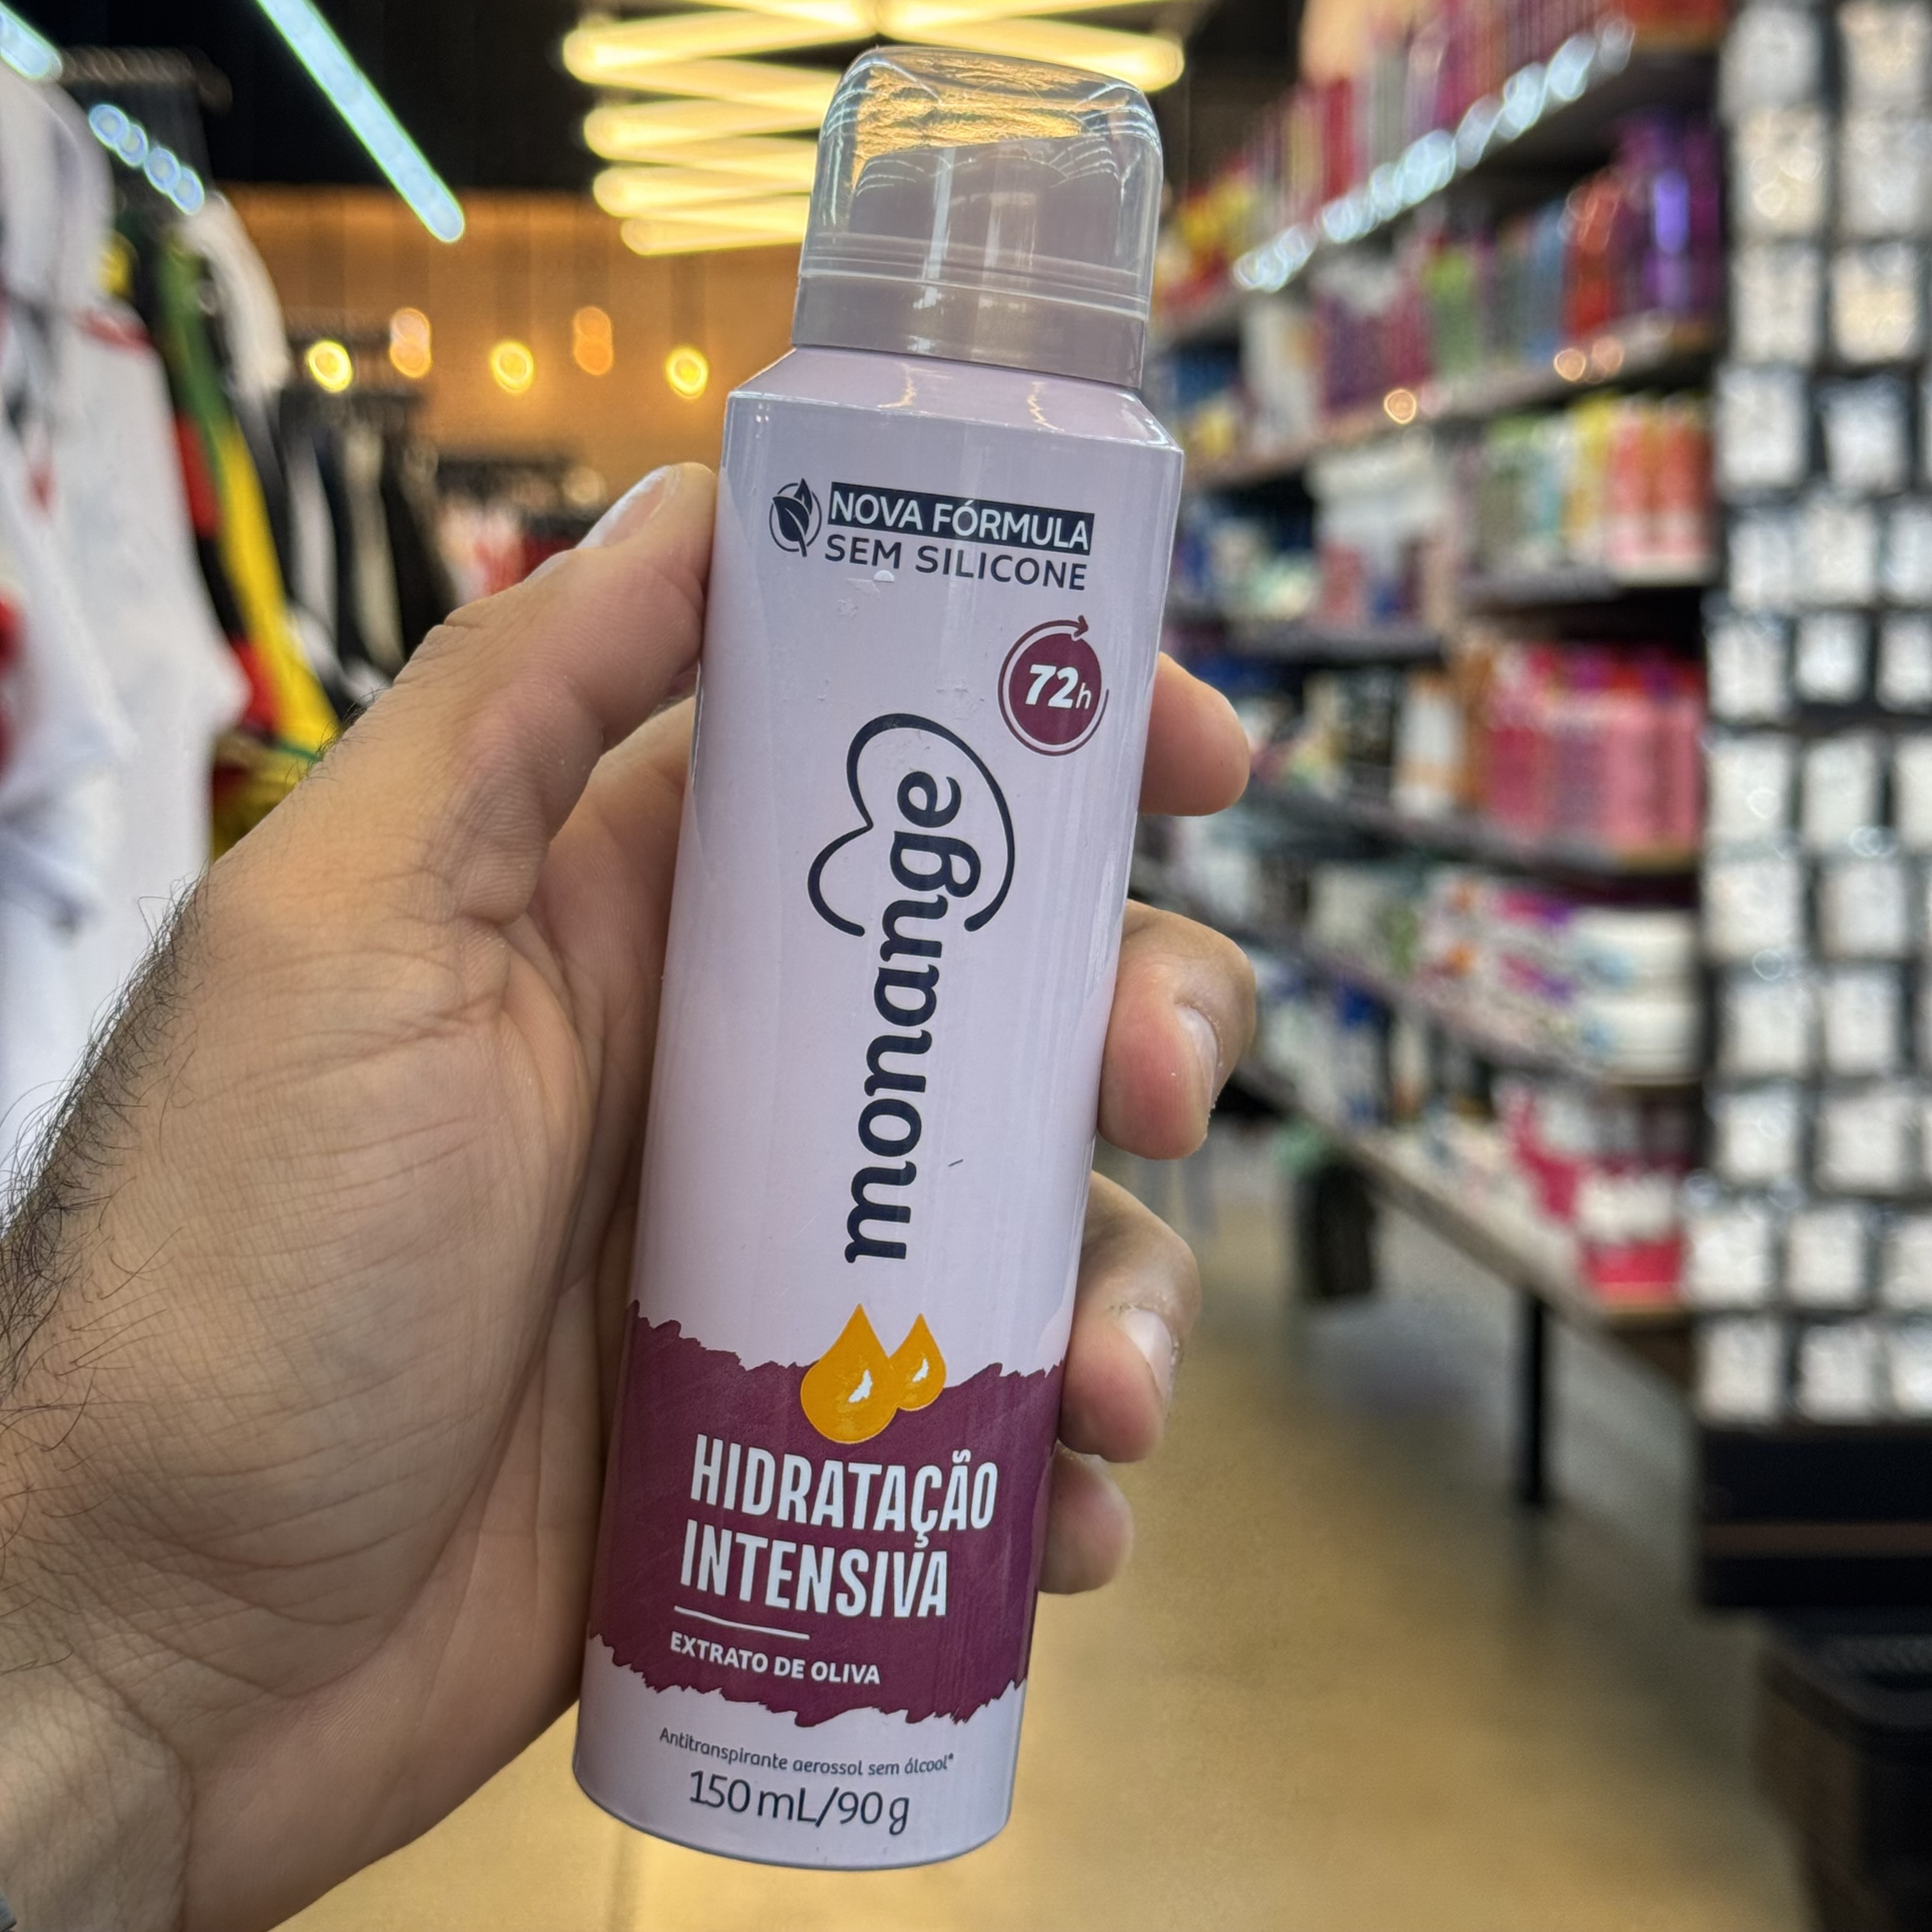 NOVA FÓRMULA
SEM SILICONE
72h
monange
HIDRATAÇÃO
INTENSIVA
EXTRATO DE OLIVA
Antitranspirante aerossol sem álcool*
150 mL/90 g